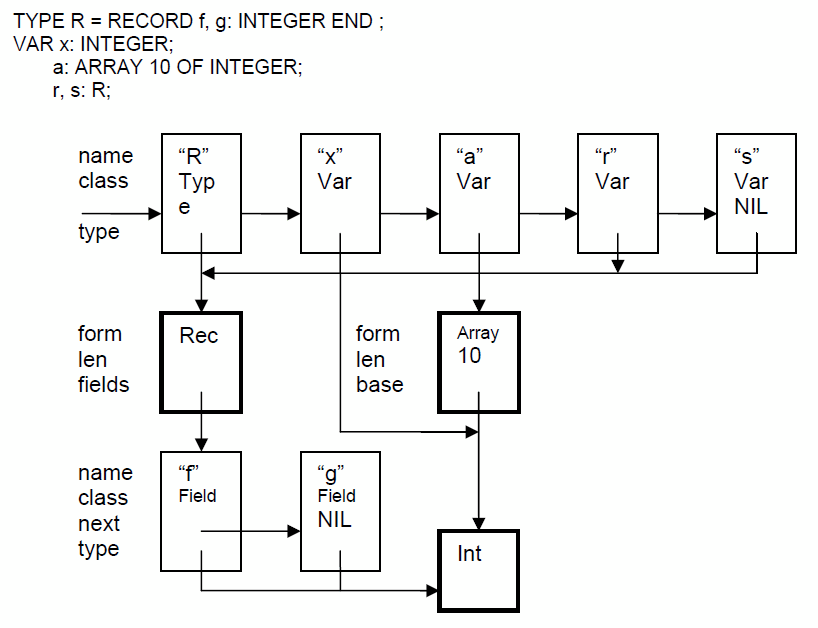 TYPE R = RECORD f, g: INTEGER END ;
VAR x: INTEGER;
a: ARRAY 10 OF INTEGER;
r, s: R;
name
class
type
“R”
Typ
e
“x”
Var
“a”
Var
“r”
Var
“s”
Var
NIL
form
len
fields
Rec
form
len
base
Array
10
name
class
next
type
“f”
Field
“g”
Field
NIL
Int